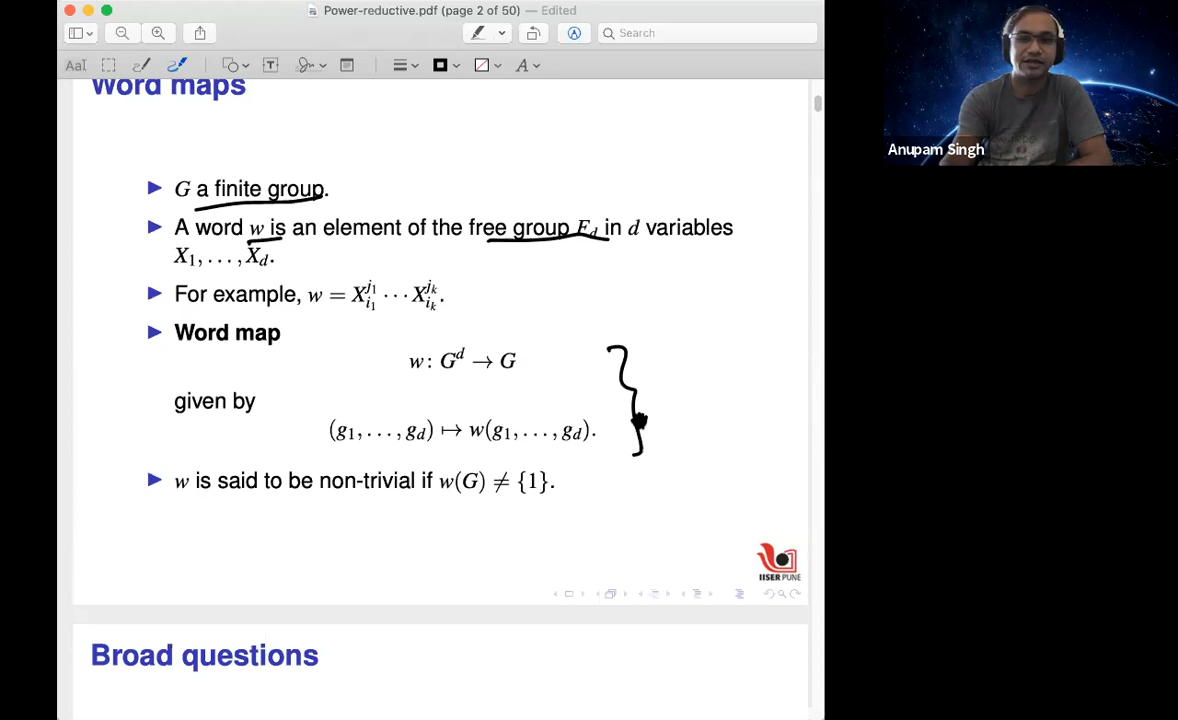 Power-reductive.pdf (page 2 of 50) — Edited
Search
AaI
T
A
Word maps
Anupam Singh
▶ G a finite group.
▶ A word w is an element of the free group F_d in d variables
X_1, . . . , X_d.
▶ For example, w = X_{i_1}^{j_1} ··· X_{i_k}^{j_k}.
▶ Word map
w: G^d → G
given by
(g_1, . . . , g_d) ↦ w(g_1, . . . , g_d).
▶ w is said to be non-trivial if w(G) ≠ {1}.
IISER PUNE
Broad questions